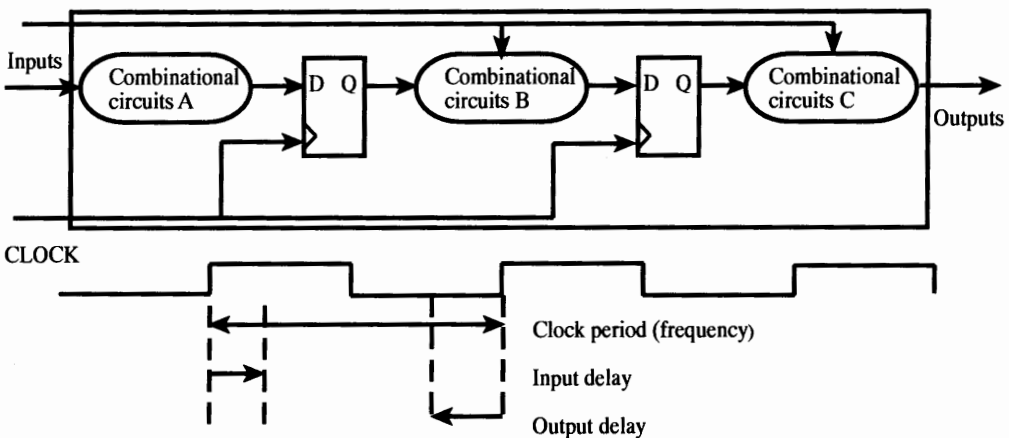 Inputs
Combinational
circuits A
D Q
Combinational
circuits B
D Q
Combinational
circuits C
Outputs
CLOCK
Clock period (frequency)
Input delay
Output delay